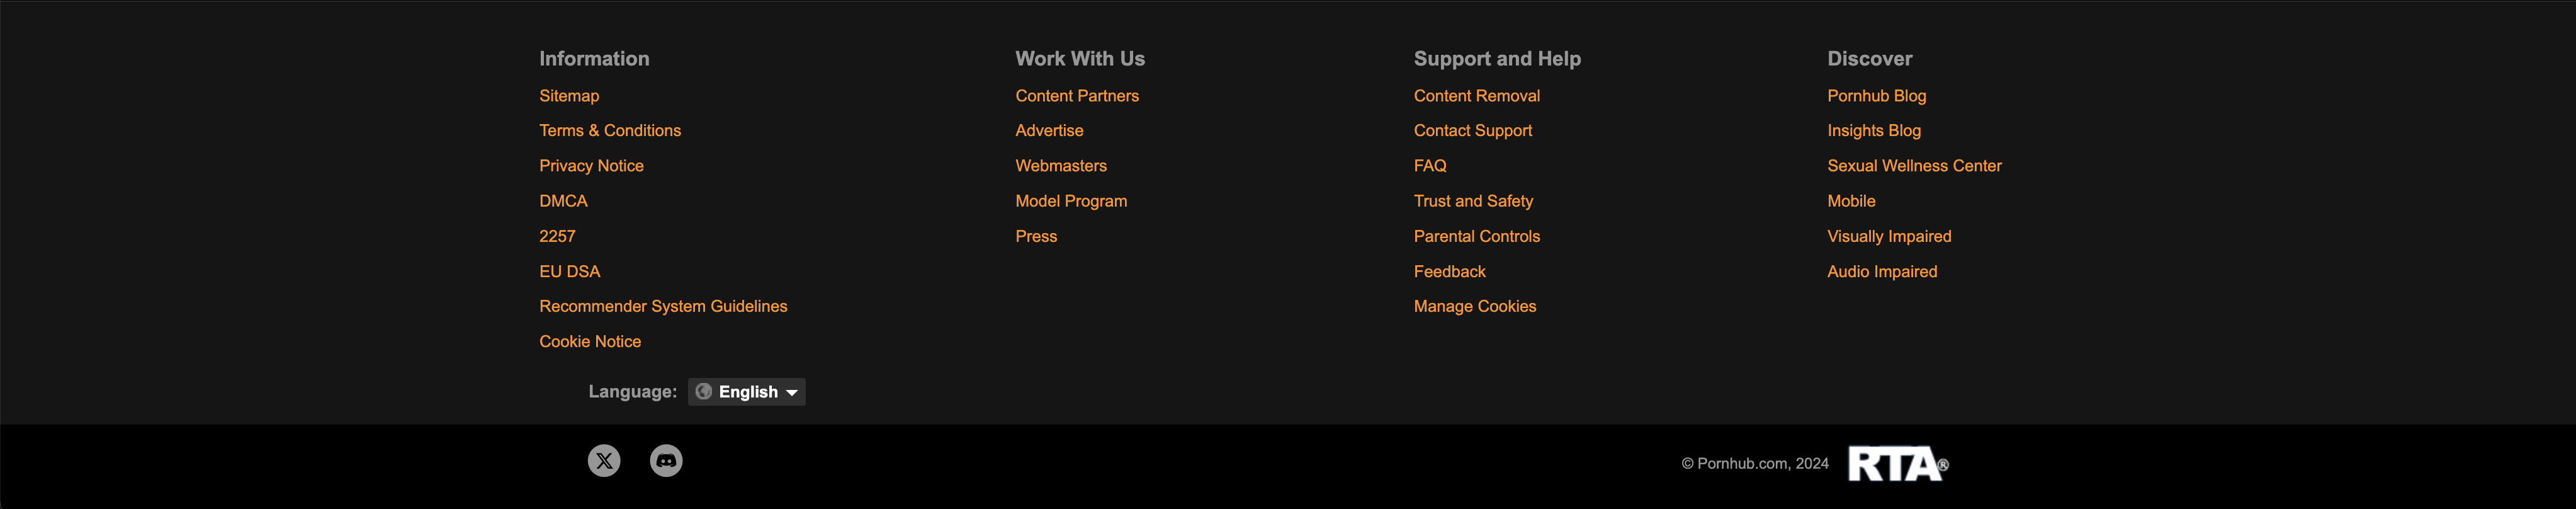 Information
Sitemap
Terms & Conditions
Privacy Notice
DMCA
2257
EU DSA
Recommender System Guidelines
Cookie Notice
Work With Us
Content Partners
Advertise
Webmasters
Model Program
Press
Support and Help
Content Removal
Contact Support
FAQ
Trust and Safety
Parental Controls
Feedback
Manage Cookies
Discover
Pornhub Blog
Insights Blog
Sexual Wellness Center
Mobile
Visually Impaired
Audio Impaired
Language: English
© Pornhub.com, 2024 RTA®